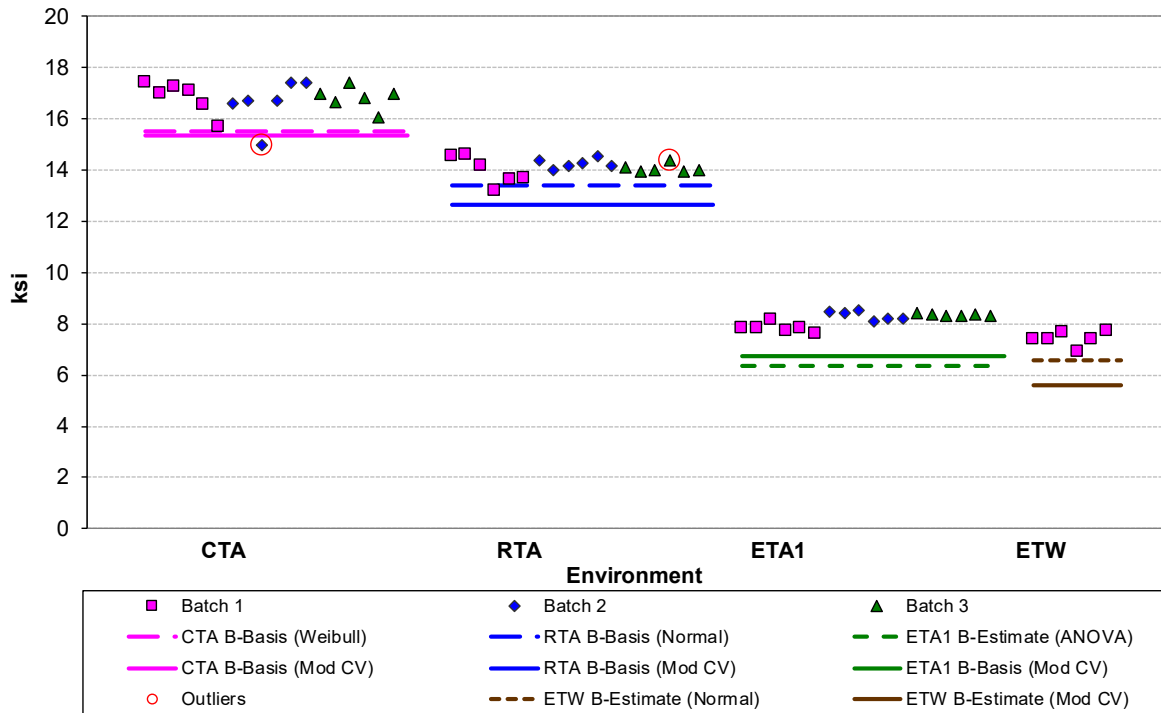 20
18
16
14
12
10
8
6
4
2
0
ksi
CTA RTA ETA1 ETW
Environment
Batch 1 Batch 2 Batch 3
CTA B-Basis (Weibull) RTA B-Basis (Normal) ETA1 B-Estimate (ANOVA)
CTA B-Basis (Mod CV) RTA B-Basis (Mod CV) ETA1 B-Basis (Mod CV)
Outliers ETW B-Estimate (Normal) ETW B-Estimate (Mod CV)